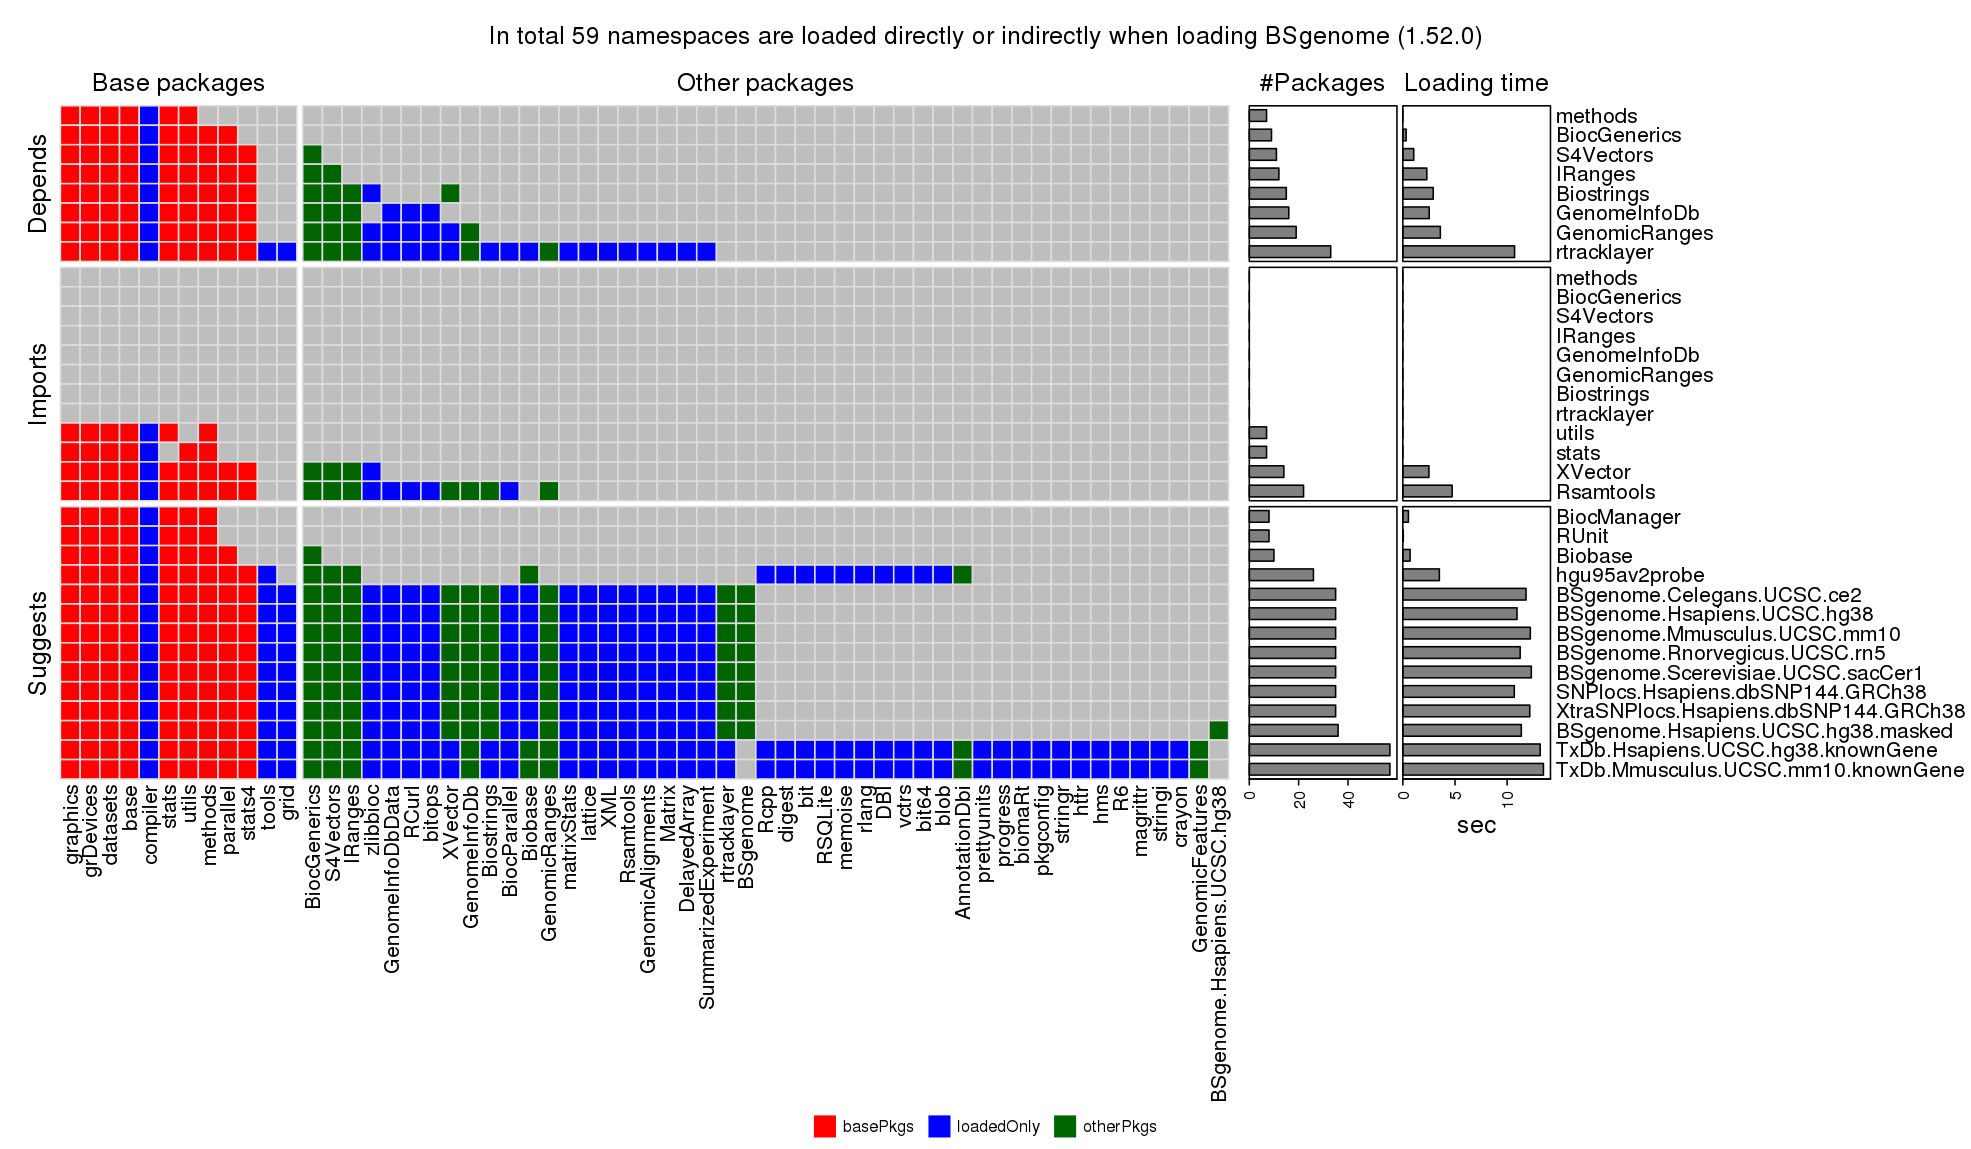 In total 59 namespaces are loaded directly or indirectly when loading BSgenome (1.52.0)
Base packages
Other packages
#Packages
Loading time
Depends
methods
BiocGenerics
S4Vectors
IRanges
Biostrings
GenomeInfoDb
GenomicRanges
rtracklayer
Imports
methods
BiocGenerics
S4Vectors
IRanges
GenomeInfoDb
GenomicRanges
Biostrings
rtracklayer
utils
stats
XVector
Rsamtools
Suggests
BiocManager
RUnit
Biobase
hgu95av2probe
BSgenome.Celegans.UCSC.ce2
BSgenome.Hsapiens.UCSC.hg38
BSgenome.Mmusculus.UCSC.mm10
BSgenome.Rnorvegicus.UCSC.rn5
BSgenome.Scerevisiae.UCSC.sacCer1
SNPlocs.Hsapiens.dbSNP144.GRCh38
XtraSNPlocs.Hsapiens.dbSNP144.GRCh38
BSgenome.Hsapiens.UCSC.hg38.masked
TxDb.Hsapiens.UCSC.hg38.knownGene
TxDb.Mmusculus.UCSC.mm10.knownGene
graphics
grDevices
datasets
base
compiler
stats
utils
methods
parallel
stats4
tools
grid
BiocGenerics
S4Vectors
IRanges
zlibbioc
GenomeInfoDbData
RCurl
bitops
XVector
GenomeInfoDb
Biostrings
BiocParallel
Biobase
GenomicRanges
matrixStats
lattice
XML
Rsamtools
GenomicAlignments
Matrix
DelayedArray
SummarizedExperiment
rtracklayer
BSgenome
Rcpp
digest
bit
RSQLite
memoise
rlang
DBI
vctrs
bit64
blob
AnnotationDbi
prettyunits
progress
biomaRt
pkgconfig
stringr
httr
hms
R6
magrittr
stringi
crayon
GenomicFeatures
BSgenome.Hsapiens.UCSC.hg38
0
20
40
0
5
10
sec
basePkgs
loadedOnly
otherPkgs